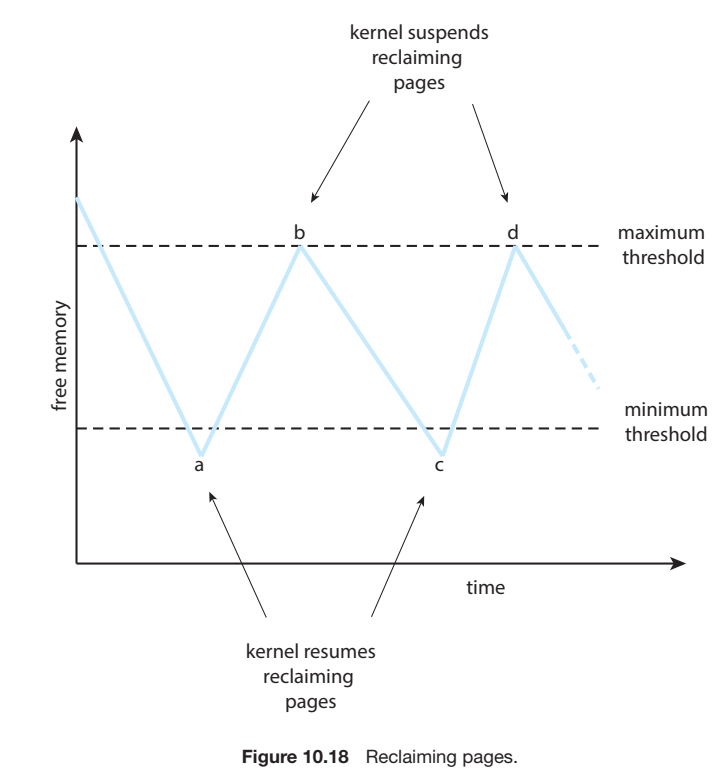 kernel suspends
reclaiming
pages
b
d
maximum
threshold
free memory
minimum
threshold
a
c
time
kernel resumes
reclaiming
pages
Figure 10.18 Reclaiming pages.